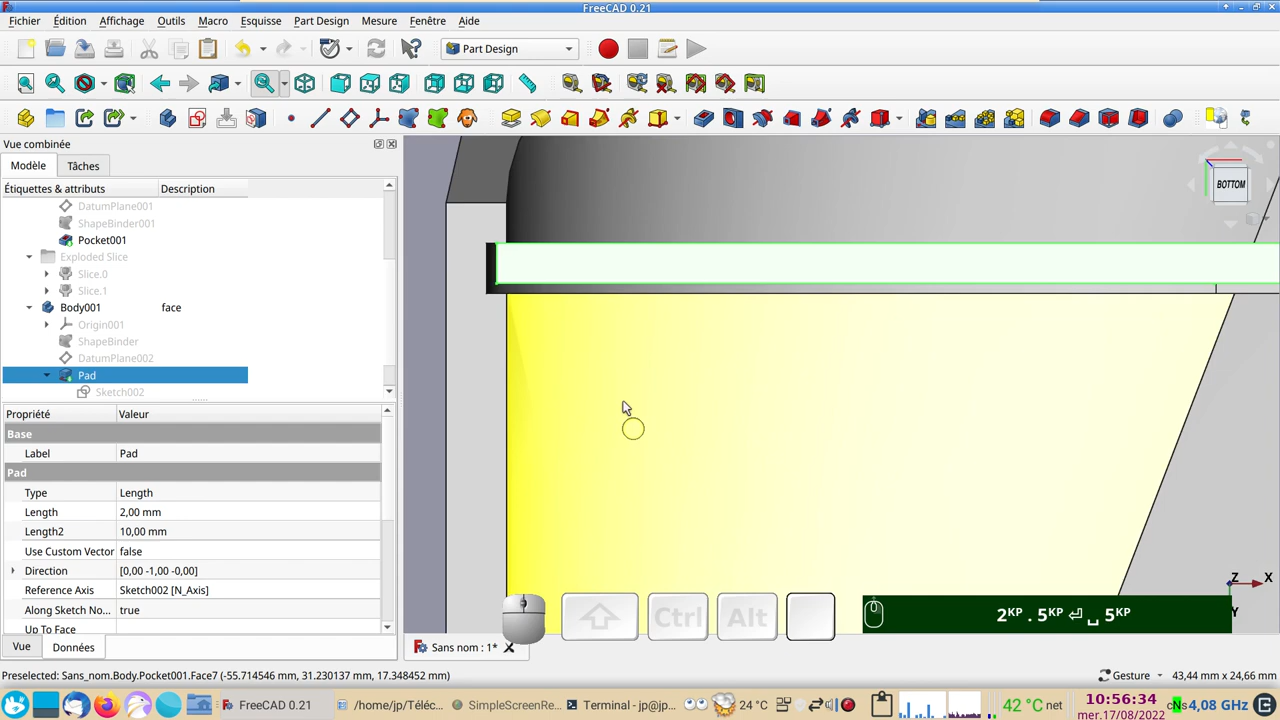 FreeCAD 0.21
Fichier Édition Affichage Outils Macro Esquisse Part Design Mesure Fenêtre Aide
Part Design
Vue combinée
Modèle Tâches
Étiquettes & attributs Description
DatumPlane001
ShapeBinder001
Pocket001
Exploded Slice
Slice.0
Slice.1
Body001 face
Origin001
ShapeBinder
DatumPlane002
Pad
Sketch002
Propriété Valeur
Base
Label Pad
Pad
Type Length
Length 2,00 mm
Length2 10,00 mm
Use Custom Vector false
Direction [0,00 -1,00 -0,00]
Reference Axis Sketch002 [N_Axis]
Along Sketch No... true
Up To Face
Vue Données
BOTTOM
Z X
Y
Ctrl Alt
2ᴷᴾ . 5ᴷᴾ ⏎ ␣ 5ᴷᴾ
Sans nom : 1*
Preselected: Sans_nom.Body.Pocket001.Face7 (-55.714546 mm, 31.230137 mm, 17.348452 mm)
Gesture 43,44 mm x 24,66 mm
FreeCAD 0.21 /home/jp/Téléc... SimpleScreenRe... Terminal - jp@jp... 24 °C 42 °C net 10:56:34 4,08 GHz
mer.17/08/2022